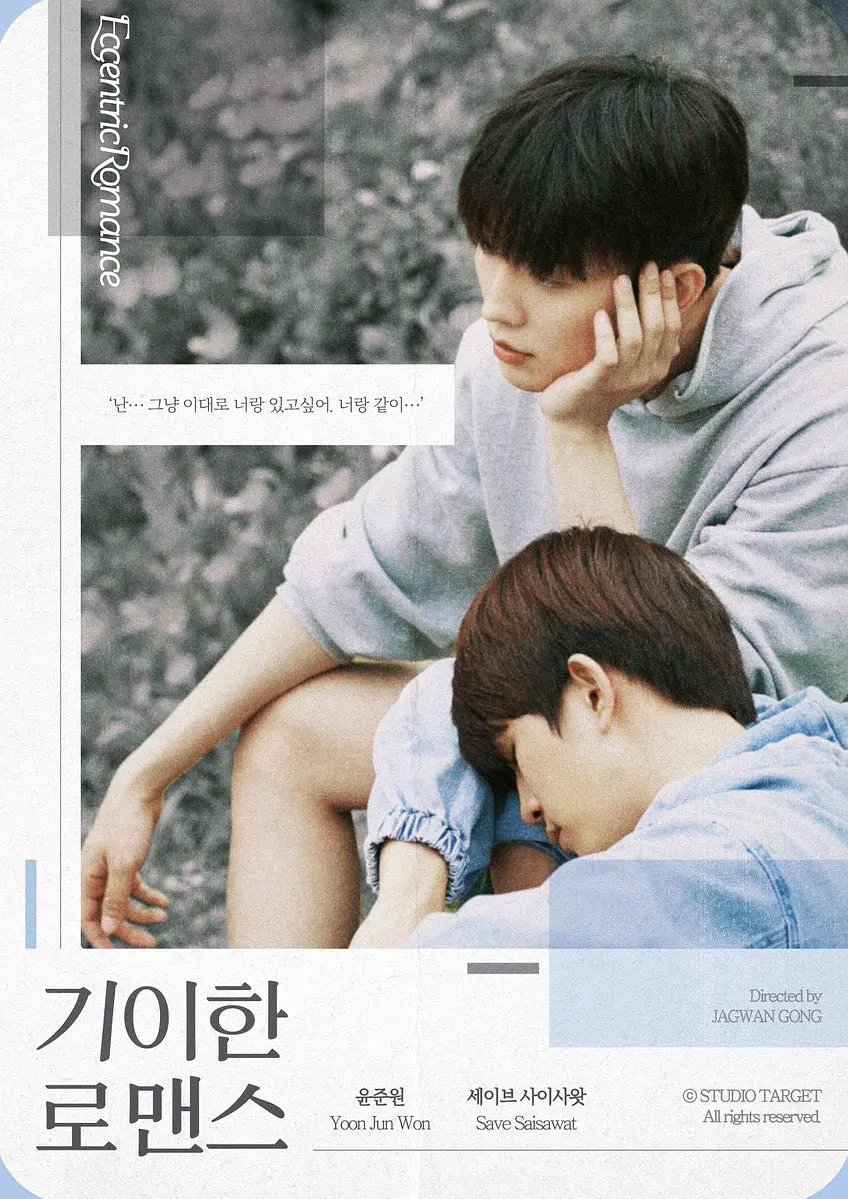 Eccentric Romance
‘난… 그냥 이대로 너랑 있고싶어. 너랑 같이…’
기이한
로맨스
윤준원
Yoon Jun Won
세이브 사이사왓
Save Saisawat
Directed by
JAGWAN GONG
© STUDIO TARGET
All rights reserved.